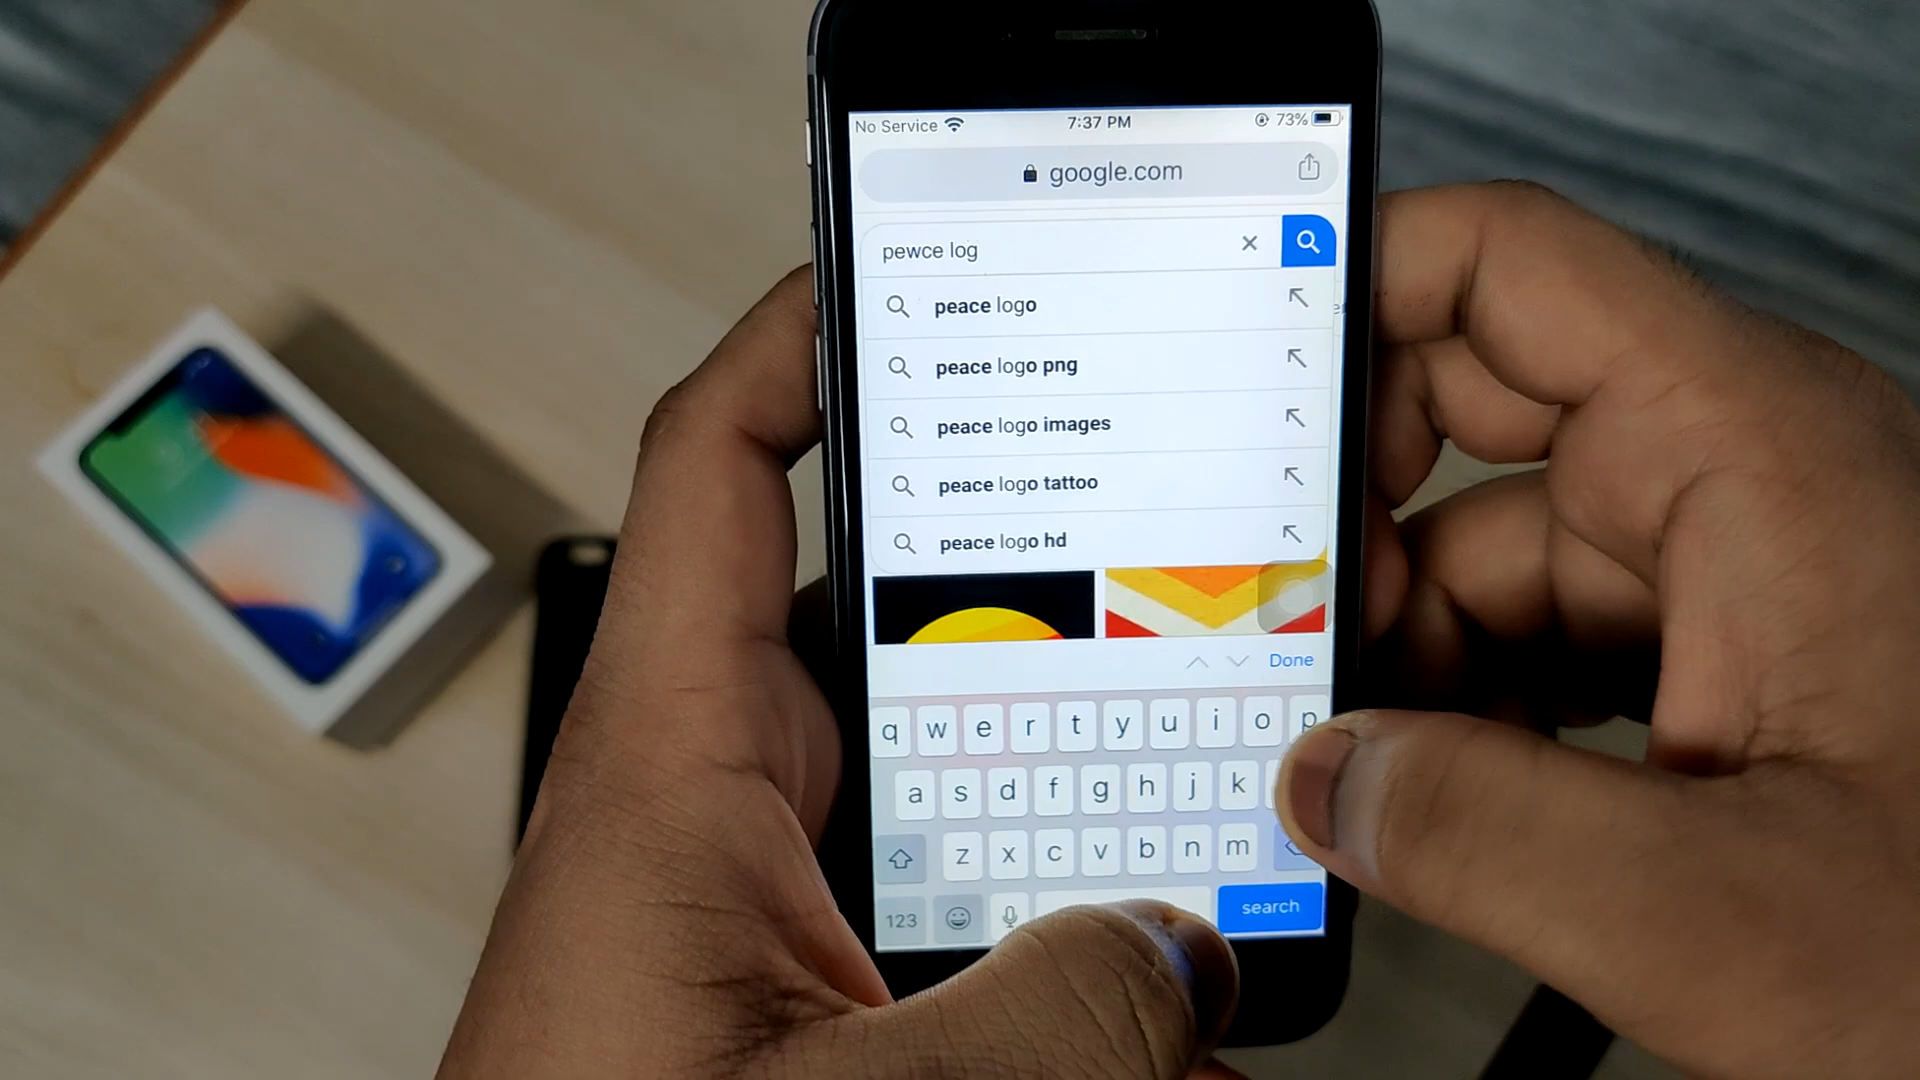 No Service 7:37 PM 73%
google.com
pewce log
peace logo
peace logo png
peace logo images
peace logo tattoo
peace logo hd
Done
q w e r t y u i o p
a s d f g h j k
z x c v b n m
123 search